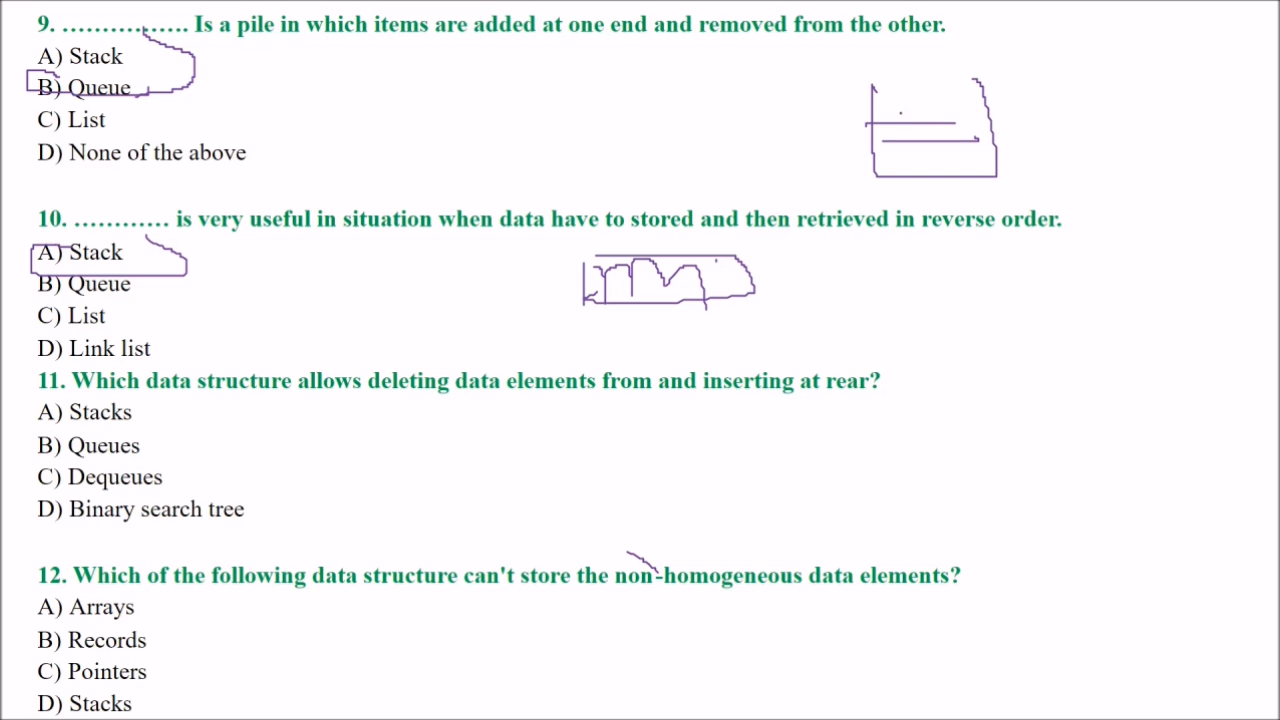 9. ……………. Is a pile in which items are added at one end and removed from the other.
A) Stack
B) Queue
C) List
D) None of the above
10. ………… is very useful in situation when data have to stored and then retrieved in reverse order.
A) Stack
B) Queue
C) List
D) Link list
11. Which data structure allows deleting data elements from and inserting at rear?
A) Stacks
B) Queues
C) Dequeues
D) Binary search tree
12. Which of the following data structure can't store the non-homogeneous data elements?
A) Arrays
B) Records
C) Pointers
D) Stacks